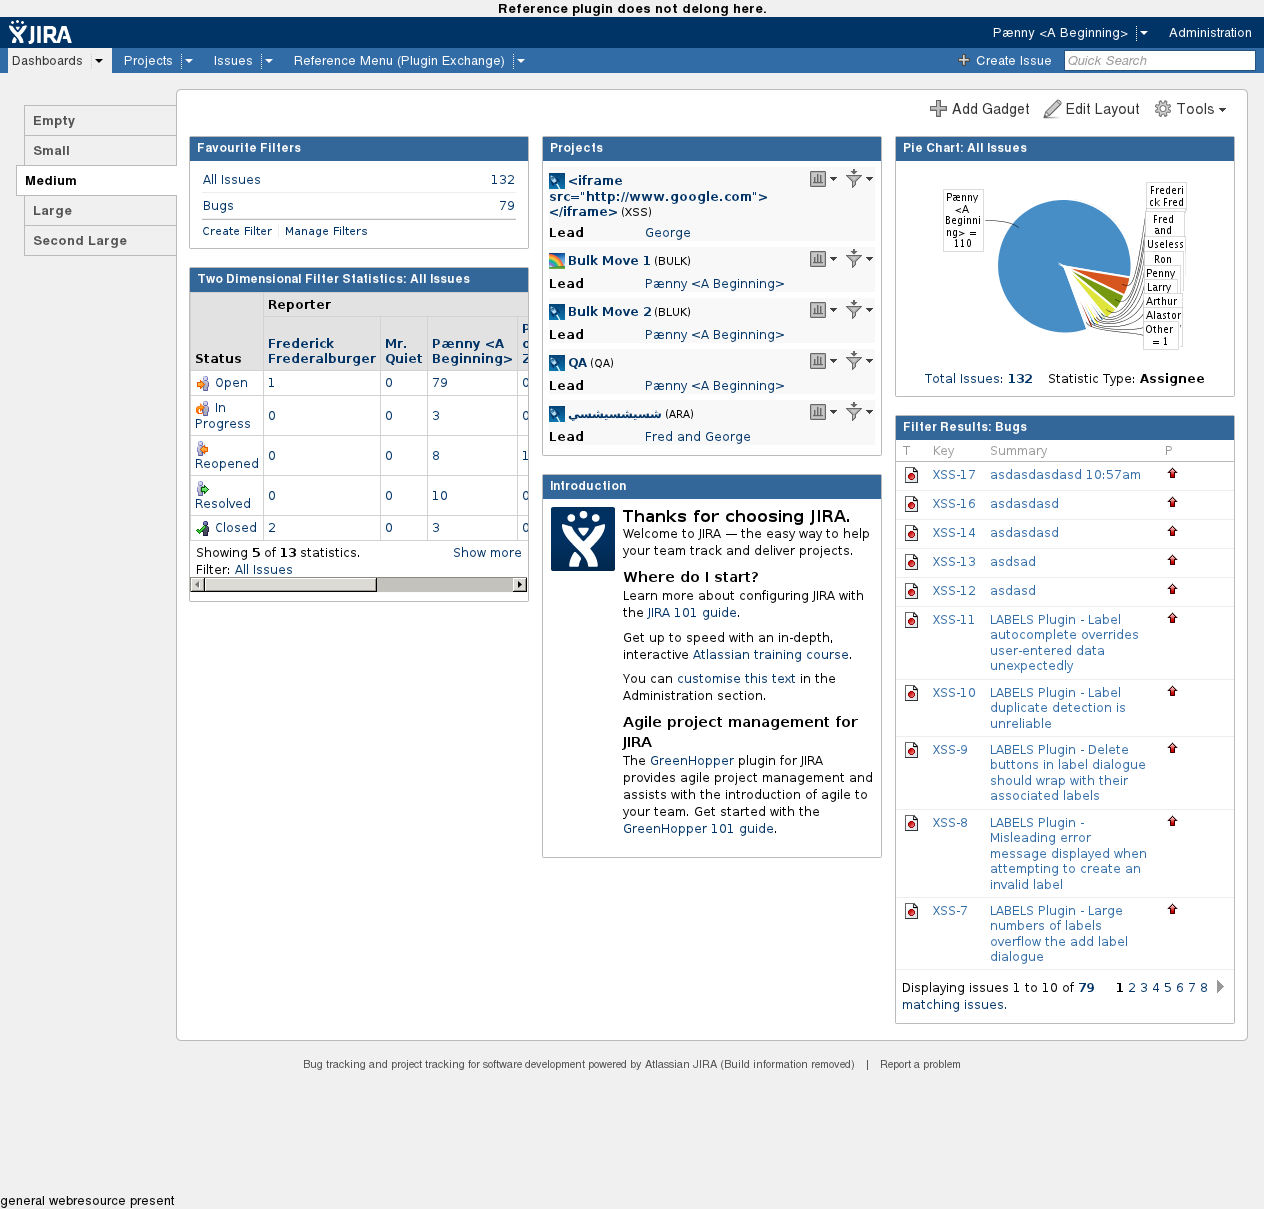 Reference plugin does not delong here.
JIRA
Pænny <A Beginning>
Administration
Dashboards
Projects
Issues
Reference Menu (Plugin Exchange)
Create Issue
Quick Search
Empty
Small
Medium
Large
Second Large
Add Gadget
Edit Layout
Tools
Favourite Filters
All Issues 132
Bugs 79
Create Filter
Manage Filters
Two Dimensional Filter Statistics: All Issues
Reporter
Status
Frederick
Federalburger
Mr.
Quiet
Pænny <A
Beginning>
Open 1 0 79
In
Progress 0 0 3
Reopened 0 0 8 1
Resolved 0 0 10
Closed 2 0 3
Showing 5 of 13 statistics.
Show more
Filter: All Issues
Projects
<iframe
src="http://www.google.com">
</iframe> (XSS)
Lead George
Bulk Move 1 (BULK)
Lead Pænny <A Beginning>
Bulk Move 2 (BLUK)
Lead Pænny <A Beginning>
QA (QA)
Lead Pænny <A Beginning>
شسيشسيشسي (ARA)
Lead Fred and George
Introduction
Thanks for choosing JIRA.
Welcome to JIRA — the easy way to help
your team track and deliver projects.
Where do I start?
Learn more about configuring JIRA with
the JIRA 101 guide.
Get up to speed with an in-depth,
interactive Atlassian training course.
You can customise this text in the
Administration section.
Agile project management for
JIRA
The GreenHopper plugin for JIRA
provides agile project management and
assists with the introduction of agile to
your team. Get started with the
GreenHopper 101 guide.
Pie Chart: All Issues
Pænny
<A
Beginni
ng> =
110
Frederi
ck Fred
Fred
and
Useless
Ron
Penny
Larry
Arthur
Alastor
Other
= 1
Total Issues: 132 Statistic Type: Assignee
Filter Results: Bugs
T Key Summary P
XSS-17 asdasdasdasd 10:57am
XSS-16 asdasdasd
XSS-14 asdasdasd
XSS-13 asdsad
XSS-12 asdasd
XSS-11 LABELS Plugin - Label
autocomplete overrides
user-entered data
unexpectedly
XSS-10 LABELS Plugin - Label
duplicate detection is
unreliable
XSS-9 LABELS Plugin - Delete
buttons in label dialogue
should wrap with their
associated labels
XSS-8 LABELS Plugin -
Misleading error
message displayed when
attempting to create an
invalid label
XSS-7 LABELS Plugin - Large
numbers of labels
overflow the add label
dialogue
Displaying issues 1 to 10 of 79
matching issues.
1 2 3 4 5 6 7 8
Bug tracking and project tracking for software development powered by Atlassian JIRA (Build information removed) | Report a problem
general webresource present